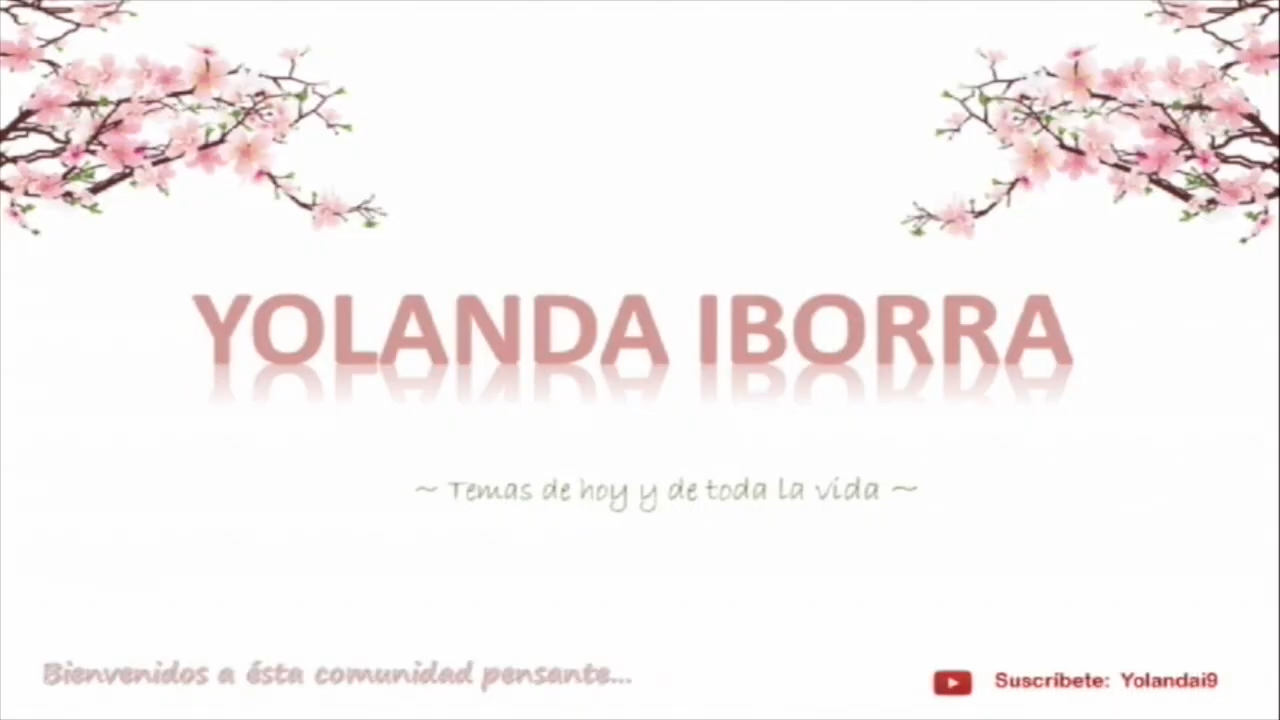 YOLANDA IBORRA
~ Temas de hoy y de toda la vida ~
Bienvenidos a ésta comunidad pensante...
Suscríbete: Yolandai9